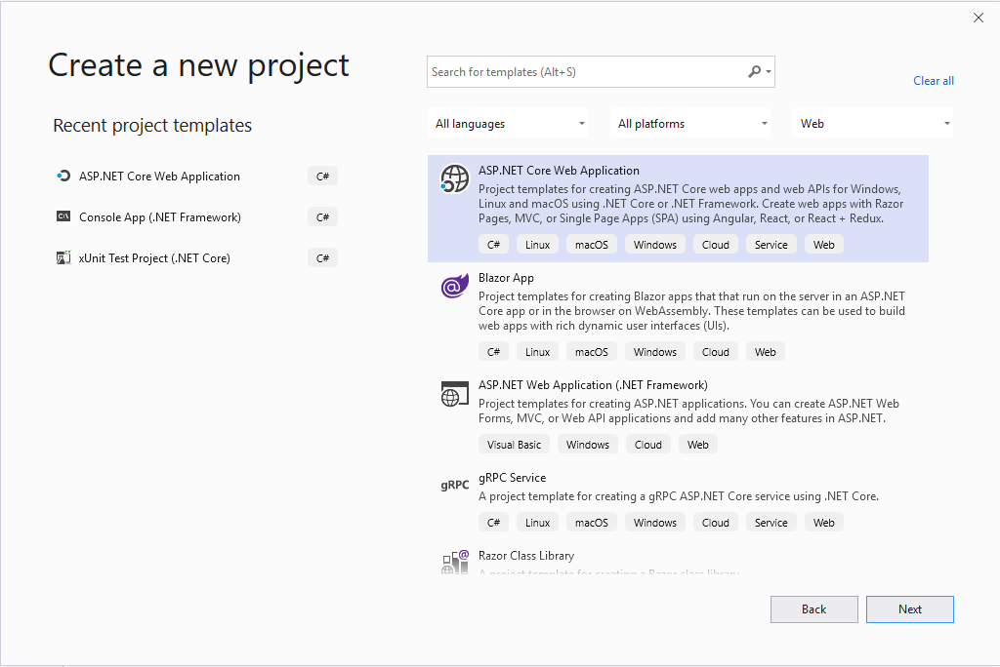 Create a new project
Search for templates (Alt+S)
Clear all
Recent project templates
All languages
All platforms
Web
ASP.NET Core Web Application
C#
Console App (.NET Framework)
C#
xUnit Test Project (.NET Core)
C#
ASP.NET Core Web Application
Project templates for creating ASP.NET Core web apps and web APIs for Windows,
Linux and macOS using .NET Core or .NET Framework. Create web apps with Razor
Pages, MVC, or Single Page Apps (SPA) using Angular, React, or React + Redux.
C# Linux macOS Windows Cloud Service Web
Blazor App
Project templates for creating Blazor apps that that run on the server in an ASP.NET
Core app or in the browser on WebAssembly. These templates can be used to build
web apps with rich dynamic user interfaces (UIs).
C# Linux macOS Windows Cloud Web
ASP.NET Web Application (.NET Framework)
Project templates for creating ASP.NET applications. You can create ASP.NET Web
Forms, MVC, or Web API applications and add many other features in ASP.NET.
Visual Basic Windows Cloud Web
gRPC
gRPC Service
A project template for creating a gRPC ASP.NET Core service using .NET Core.
C# Linux macOS Windows Cloud Service Web
Razor Class Library
A project template for creating a Razor class library
Back
Next